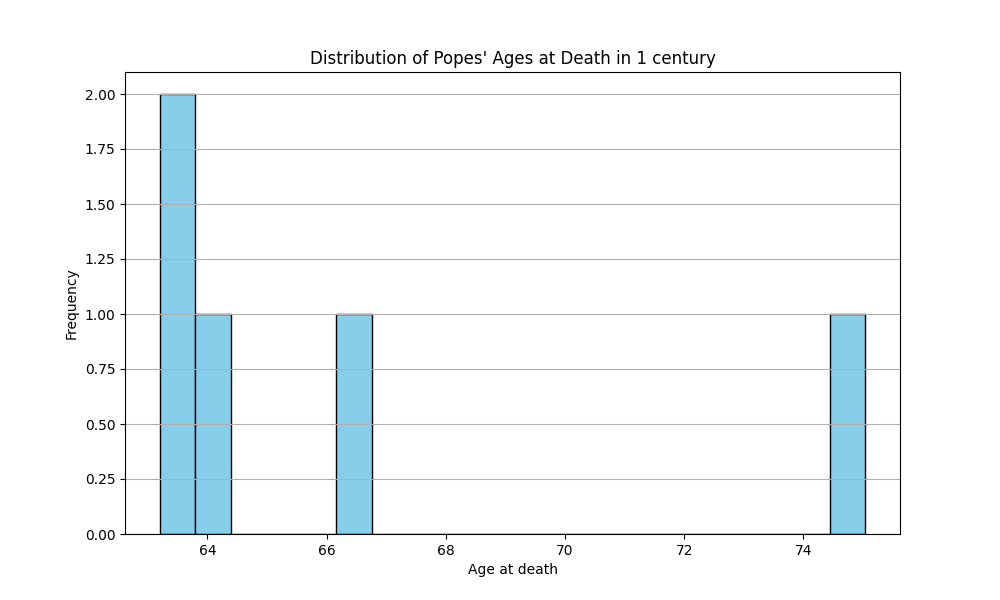 Distribution of Popes' Ages at Death in 1 century
2.00
1.75
1.50
1.25
1.00
0.75
0.50
0.25
0.00
Frequency
64 66 68 70 72 74
Age at death